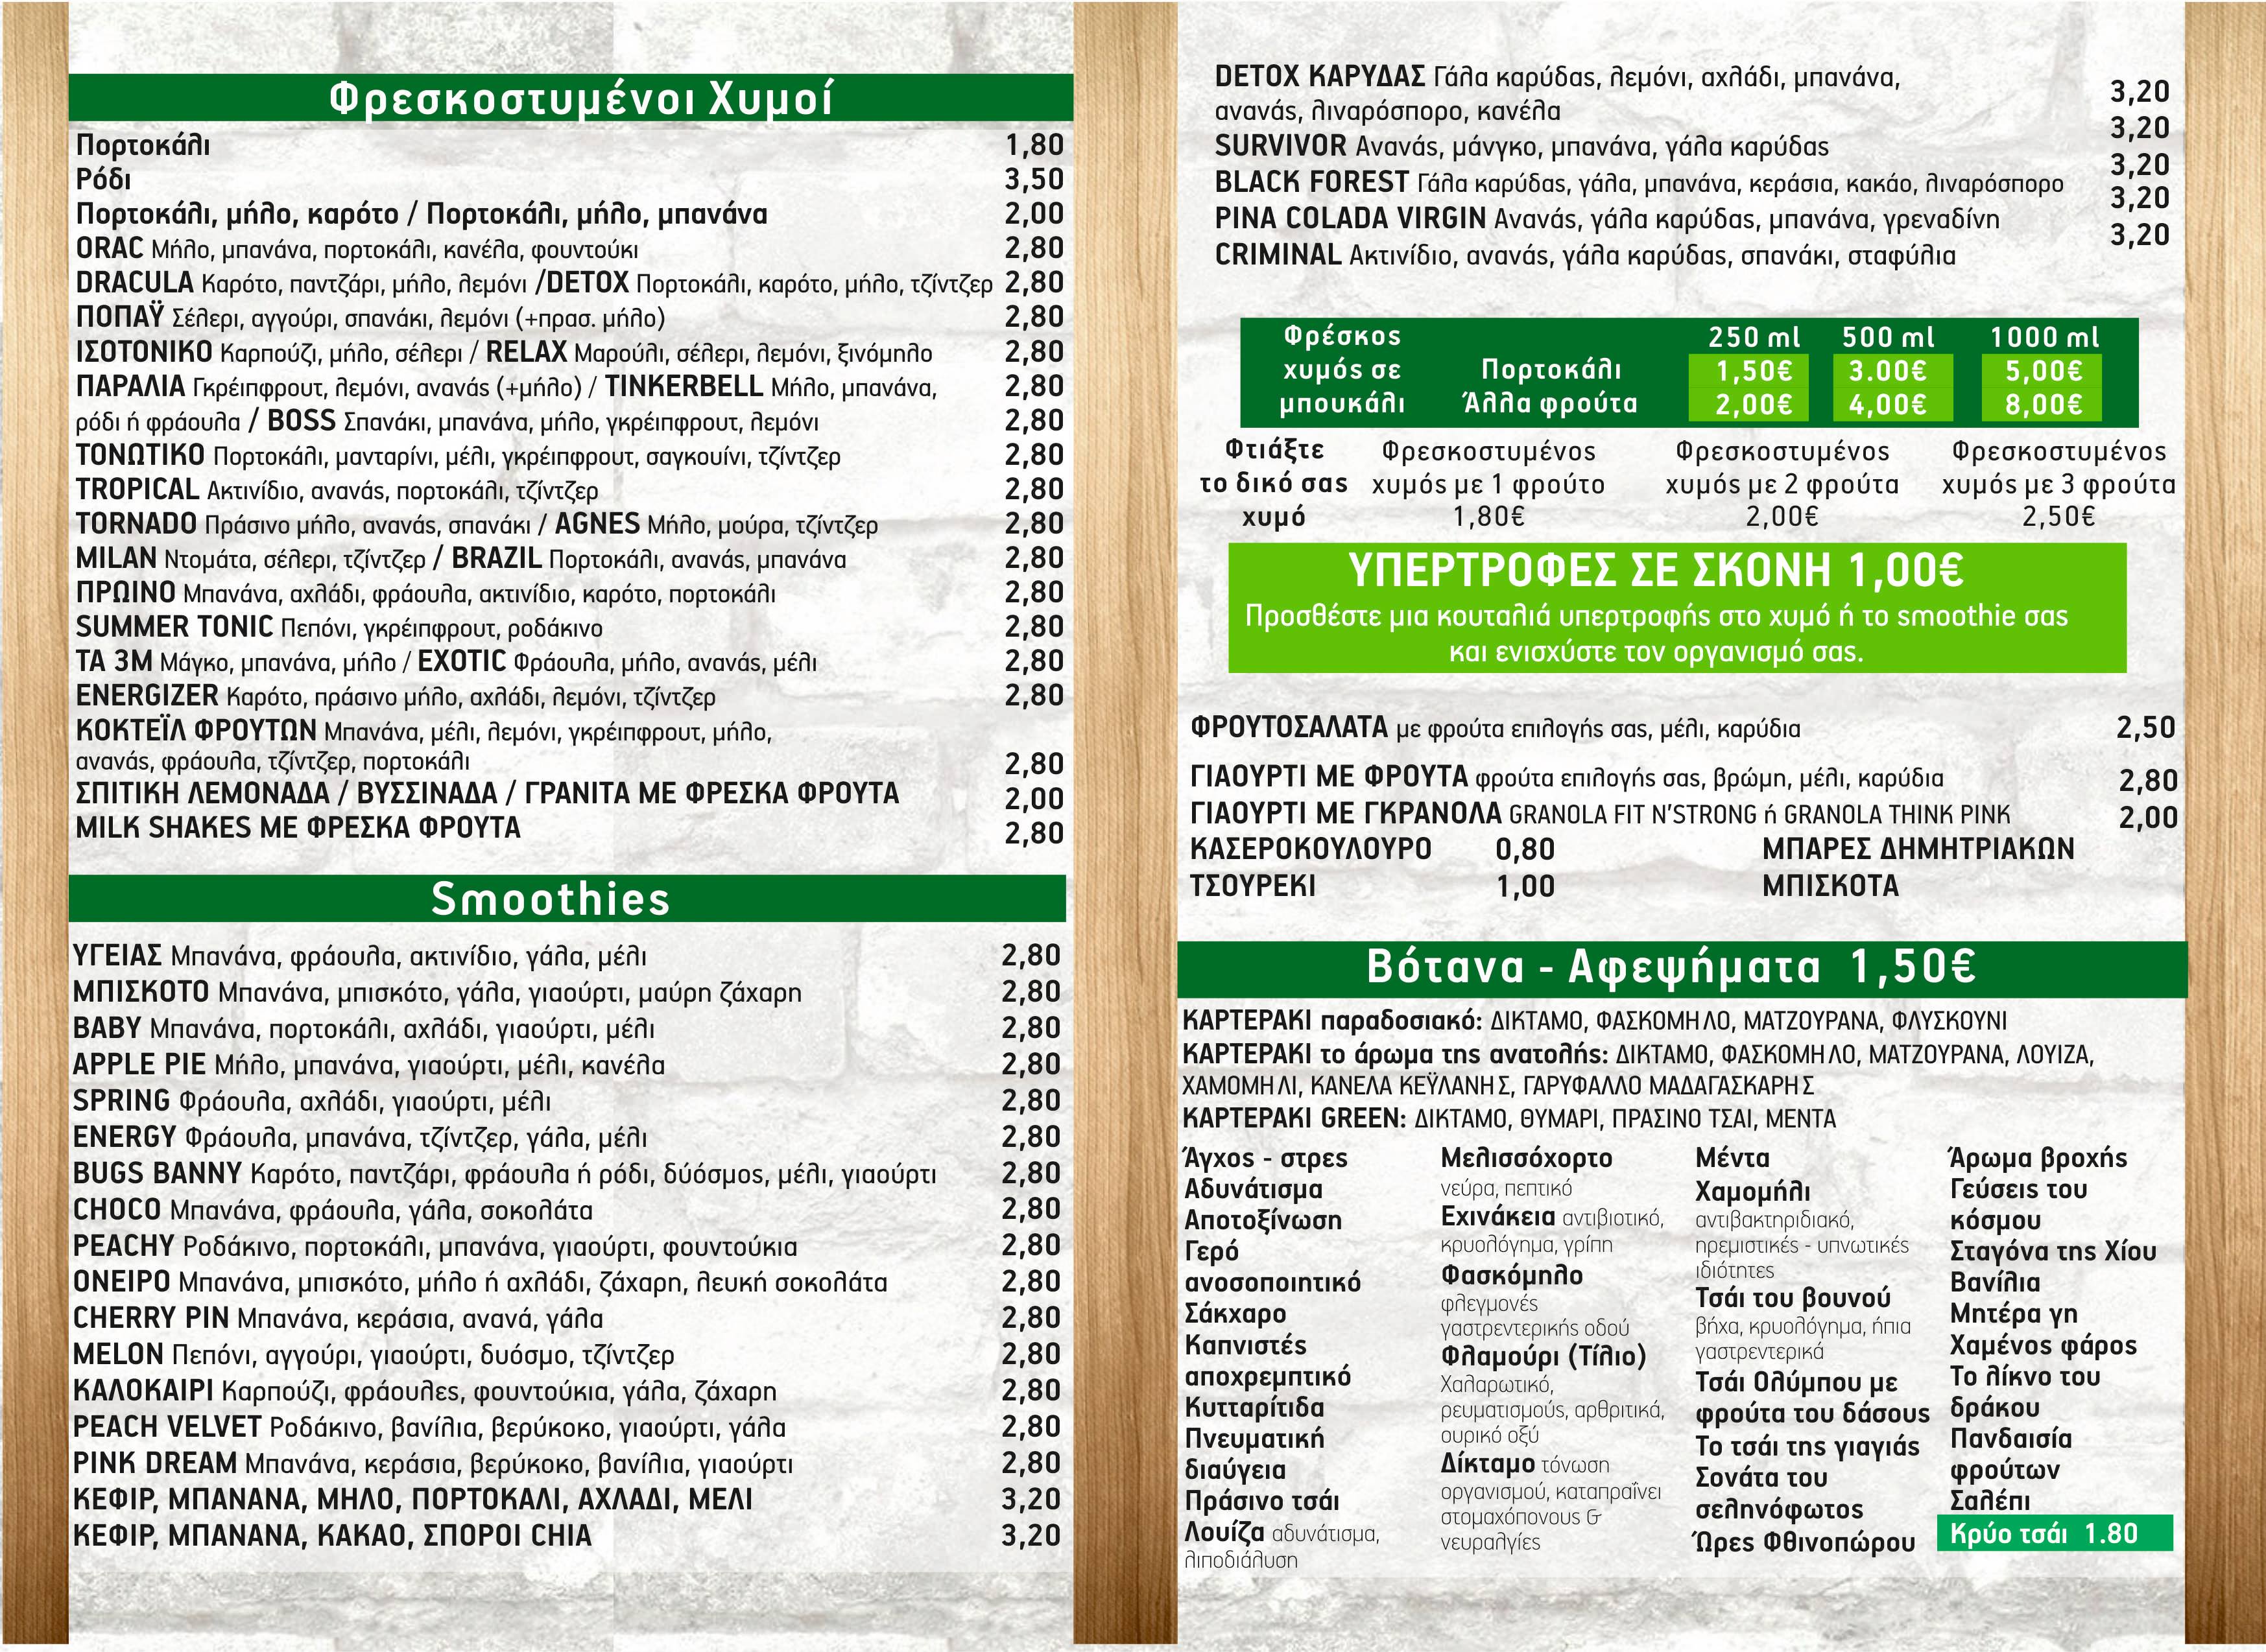 Φρεσκοστυμένοι Χυμοί
Πορτοκάλι 1,80
Ρόδι 3,50
Πορτοκάλι, μήλο, καρότο / Πορτοκάλι, μήλο, μπανάνα 2,00
ORAC Μήλο, μπανάνα, πορτοκάλι, κανέλα, φουντούκι 2,80
DRACULA Καρότο, παντζάρι, μήλο, λεμόνι /DETOX Πορτοκάλι, καρότο, μήλο, τζίντζερ 2,80
ΠΟΠΑΫ Σέλερι, αγγούρι, σπανάκι, λεμόνι (+πρασ. μήλο) 2,80
ΙΣΟΤΟΝΙΚΟ Καρπούζι, μήλο, σέλερι / RELAX Μαρούλι, σέλερι, λεμόνι, ξινόμηλο 2,80
ΠΑΡΑΛΙΑ Γκρέιπφρουτ, λεμόνι, ανανάς (+μήλο) / TINKERBELL Μήλο, μπανάνα, 2,80
ρόδι ή φράουλα / BOSS Σπανάκι, μπανάνα, μήλο, γκρέιπφρουτ, λεμόνι 2,80
ΤΟΝΩΤΙΚΟ Πορτοκάλι, μανταρίνι, μέλι, γκρέιπφρουτ, σαγκουίνι, τζίντζερ 2,80
TROPICAL Ακτινίδιο, ανανάς, πορτοκάλι, τζίντζερ 2,80
TORNADO Πράσινο μήλο, ανανάς, σπανάκι / AGNES Μήλο, μούρα, τζίντζερ 2,80
MILAN Ντομάτα, σέλερι, τζίντζερ / BRAZIL Πορτοκάλι, ανανάς, μπανάνα 2,80
ΠΡΩΙΝΟ Μπανάνα, αχλάδι, φράουλα, ακτινίδιο, καρότο, πορτοκάλι 2,80
SUMMER TONIC Πεπόνι, γκρέιπφρουτ, ροδάκινο 2,80
ΤΑ 3Μ Μάγκο, μπανάνα, μήλο / EXOTIC Φράουλα, μήλο, ανανάς, μέλι 2,80
ENERGIZER Καρότο, πράσινο μήλο, αχλάδι, λεμόνι, τζίντζερ 2,80
ΚΟΚΤΕΪΛ ΦΡΟΥΤΩΝ Μπανάνα, μέλι, λεμόνι, γκρέιπφρουτ, μήλο,
ανανάς, φράουλα, τζίντζερ, πορτοκάλι 2,80
ΣΠΙΤΙΚΗ ΛΕΜΟΝΑΔΑ / ΒΥΣΣΙΝΑΔΑ / ΓΡΑΝΙΤΑ ΜΕ ΦΡΕΣΚΑ ΦΡΟΥΤΑ 2,00
MILK SHAKES ΜΕ ΦΡΕΣΚΑ ΦΡΟΥΤΑ 2,80
Smoothies
ΥΓΕΙΑΣ Μπανάνα, φράουλα, ακτινίδιο, γάλα, μέλι 2,80
ΜΠΙΣΚΟΤΟ Μπανάνα, μπισκότο, γάλα, γιαούρτι, μαύρη ζάχαρη 2,80
BABY Μπανάνα, πορτοκάλι, αχλάδι, γιαούρτι, μέλι 2,80
APPLE PIE Μήλο, μπανάνα, γιαούρτι, μέλι, κανέλα 2,80
SPRING Φράουλα, αχλάδι, γιαούρτι, μέλι 2,80
ENERGY Φράουλα, μπανάνα, τζίντζερ, γάλα, μέλι 2,80
BUGS BANNY Καρότο, παντζάρι, φράουλα ή ρόδι, δύόσμος, μέλι, γιαούρτι 2,80
CHOCO Μπανάνα, φράουλα, γάλα, σοκολάτα 2,80
PEACHY Ροδάκινο, πορτοκάλι, μπανάνα, γιαούρτι, φουντούκια 2,80
ΟΝΕΙΡΟ Μπανάνα, μπισκότο, μήλο ή αχλάδι, ζάχαρη, λευκή σοκολάτα 2,80
CHERRY PIN Μπανάνα, κεράσια, ανανά, γάλα 2,80
MELON Πεπόνι, αγγούρι, γιαούρτι, δυόσμο, τζίντζερ 2,80
ΚΑΛΟΚΑΙΡΙ Καρπούζι, φράουλες, φουντούκια, γάλα, ζάχαρη 2,80
PEACH VELVET Ροδάκινο, βανίλια, βερύκοκο, γιαούρτι, γάλα 2,80
PINK DREAM Μπανάνα, κεράσια, βερύκοκο, βανίλια, γιαούρτι 2,80
ΚΕΦΙΡ, ΜΠΑΝΑΝΑ, ΜΗΛΟ, ΠΟΡΤΟΚΑΛΙ, ΑΧΛΑΔΙ, ΜΕΛΙ 3,20
ΚΕΦΙΡ, ΜΠΑΝΑΝΑ, ΚΑΚΑΟ, ΣΠΟΡΟΙ CHIA 3,20
DETOX ΚΑΡΥΔΑΣ Γάλα καρύδας, λεμόνι, αχλάδι, μπανάνα, 3,20
ανανάς, λιναρόσπορο, κανέλα
SURVIVOR Ανανάς, μάνγκο, μπανάνα, γάλα καρύδας 3,20
BLACK FOREST Γάλα καρύδας, γάλα, μπανάνα, κεράσια, κακάο, λιναρόσπορο 3,20
PINA COLADA VIRGIN Ανανάς, γάλα καρύδας, μπανάνα, γρεναδίνη 3,20
CRIMINAL Ακτινίδιο, ανανάς, γάλα καρύδας, σπανάκι, σταφύλια 3,20
Φρέσκος 250 ml 500 ml 1000 ml
χυμός σε Πορτοκάλι 1,50€ 3.00€ 5,00€
μπουκάλι Άλλα φρούτα 2,00€ 4,00€ 8,00€
Φτιάξτε Φρεσκοστυμένος Φρεσκοστυμένος Φρεσκοστυμένος
το δικό σας χυμός με 1 φρούτο χυμός με 2 φρούτα χυμός με 3 φρούτα
χυμό 1,80€ 2,00€ 2,50€
ΥΠΕΡΤΡΟΦΕΣ ΣΕ ΣΚΟΝΗ 1,00€
Προσθέστε μια κουταλιά υπερτροφής στο χυμό ή το smoothie σας
και ενισχύστε τον οργανισμό σας.
ΦΡΟΥΤΟΣΑΛΑΤΑ με φρούτα επιλογής σας, μέλι, καρύδια 2,50
ΓΙΑΟΥΡΤΙ ΜΕ ΦΡΟΥΤΑ φρούτα επιλογής σας, βρώμη, μέλι, καρύδια 2,80
ΓΙΑΟΥΡΤΙ ΜΕ ΓΚΡΑΝΟΛΑ GRANOLA FIT N'STRONG ή GRANOLA THINK PINK 2,00
ΚΑΣΕΡΟΚΟΥΛΟΥΡΟ 0,80 ΜΠΑΡΕΣ ΔΗΜΗΤΡΙΑΚΩΝ
ΤΣΟΥΡΕΚΙ 1,00 ΜΠΙΣΚΟΤΑ
Βότανα - Αφεψήματα 1,50€
ΚΑΡΤΕΡΑΚΙ παραδοσιακό: ΔΙΚΤΑΜΟ, ΦΑΣΚΟΜΗΛΟ, ΜΑΤΖΟΥΡΑΝΑ, ΦΛΥΣΚΟΥΝΙ
ΚΑΡΤΕΡΑΚΙ το άρωμα της ανατολής: ΔΙΚΤΑΜΟ, ΦΑΣΚΟΜΗΛΟ, ΜΑΤΖΟΥΡΑΝΑ, ΛΟΥΙΖΑ,
ΧΑΜΟΜΗΛΙ, ΚΑΝΕΛΑ ΚΕΫΛΑΝΗΣ, ΓΑΡΥΦΑΛΛΟ ΜΑΔΑΓΑΣΚΑΡΗΣ
ΚΑΡΤΕΡΑΚΙ GREEN: ΔΙΚΤΑΜΟ, ΘΥΜΑΡΙ, ΠΡΑΣΙΝΟ ΤΣΑΙ, ΜΕΝΤΑ
Άγχος - στρες
Αδυνάτισμα
Αποτοξίνωση
Γερό
ανοσοποιητικό
Σάκχαρο
Καπνιστές
αποχρεμπτικό
Κυτταρίτιδα
Πνευματική
διαύγεια
Πράσινο τσάι
Λουίζα αδυνάτισμα,
λιποδιάλυση
Μελισσόχορτο
νεύρα, πεπτικό
Εχινάκεια αντιβιοτικό,
κρυολόγημα, γρίπη
Φασκόμηλο
φλεγμονές
γαστρεντερικής οδού
Φλαμούρι (Τίλιο)
Χαλαρωτικό,
ρευματισμούς, αρθριτικά,
ουρικό οξύ
Δίκταμο τόνωση
οργανισμού, καταπραΐνει
στομαχόπονους &
νευραλγίες
Μέντα
Χαμομήλι
αντιβακτηριδιακό,
ηρεμιστικές - υπνωτικές
ιδιότητες
Τσάι του βουνού
βήχα, κρυολόγημα, ήπια
γαστρεντερικά
Τσάι Ολύμπου με
φρούτα του δάσους
Το τσάι της γιαγιάς
Σονάτα του
σεληνόφωτος
Ώρες Φθινοπώρου
Άρωμα βροχής
Γεύσεις του
κόσμου
Σταγόνα της Χίου
Βανίλια
Μητέρα γη
Χαμένος φάρος
Το λίκνο του
δράκου
Πανδαισία
φρούτων
Σαλέπι
Κρύο τσάι 1.80